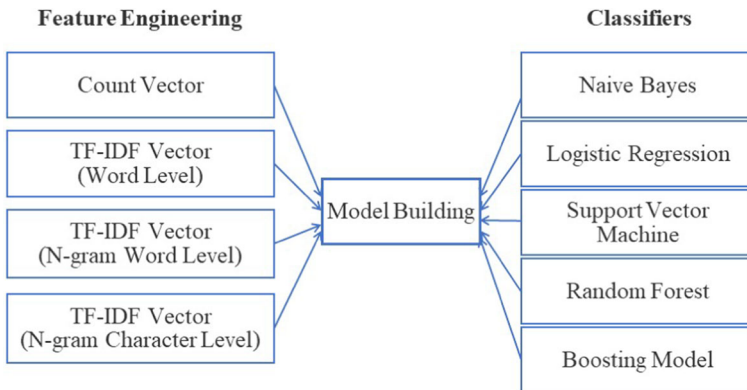 Feature Engineering
Count Vector
TF-IDF Vector
(Word Level)
TF-IDF Vector
(N-gram Word Level)
TF-IDF Vector
(N-gram Character Level)
Model Building
Classifiers
Naive Bayes
Logistic Regression
Support Vector
Machine
Random Forest
Boosting Model